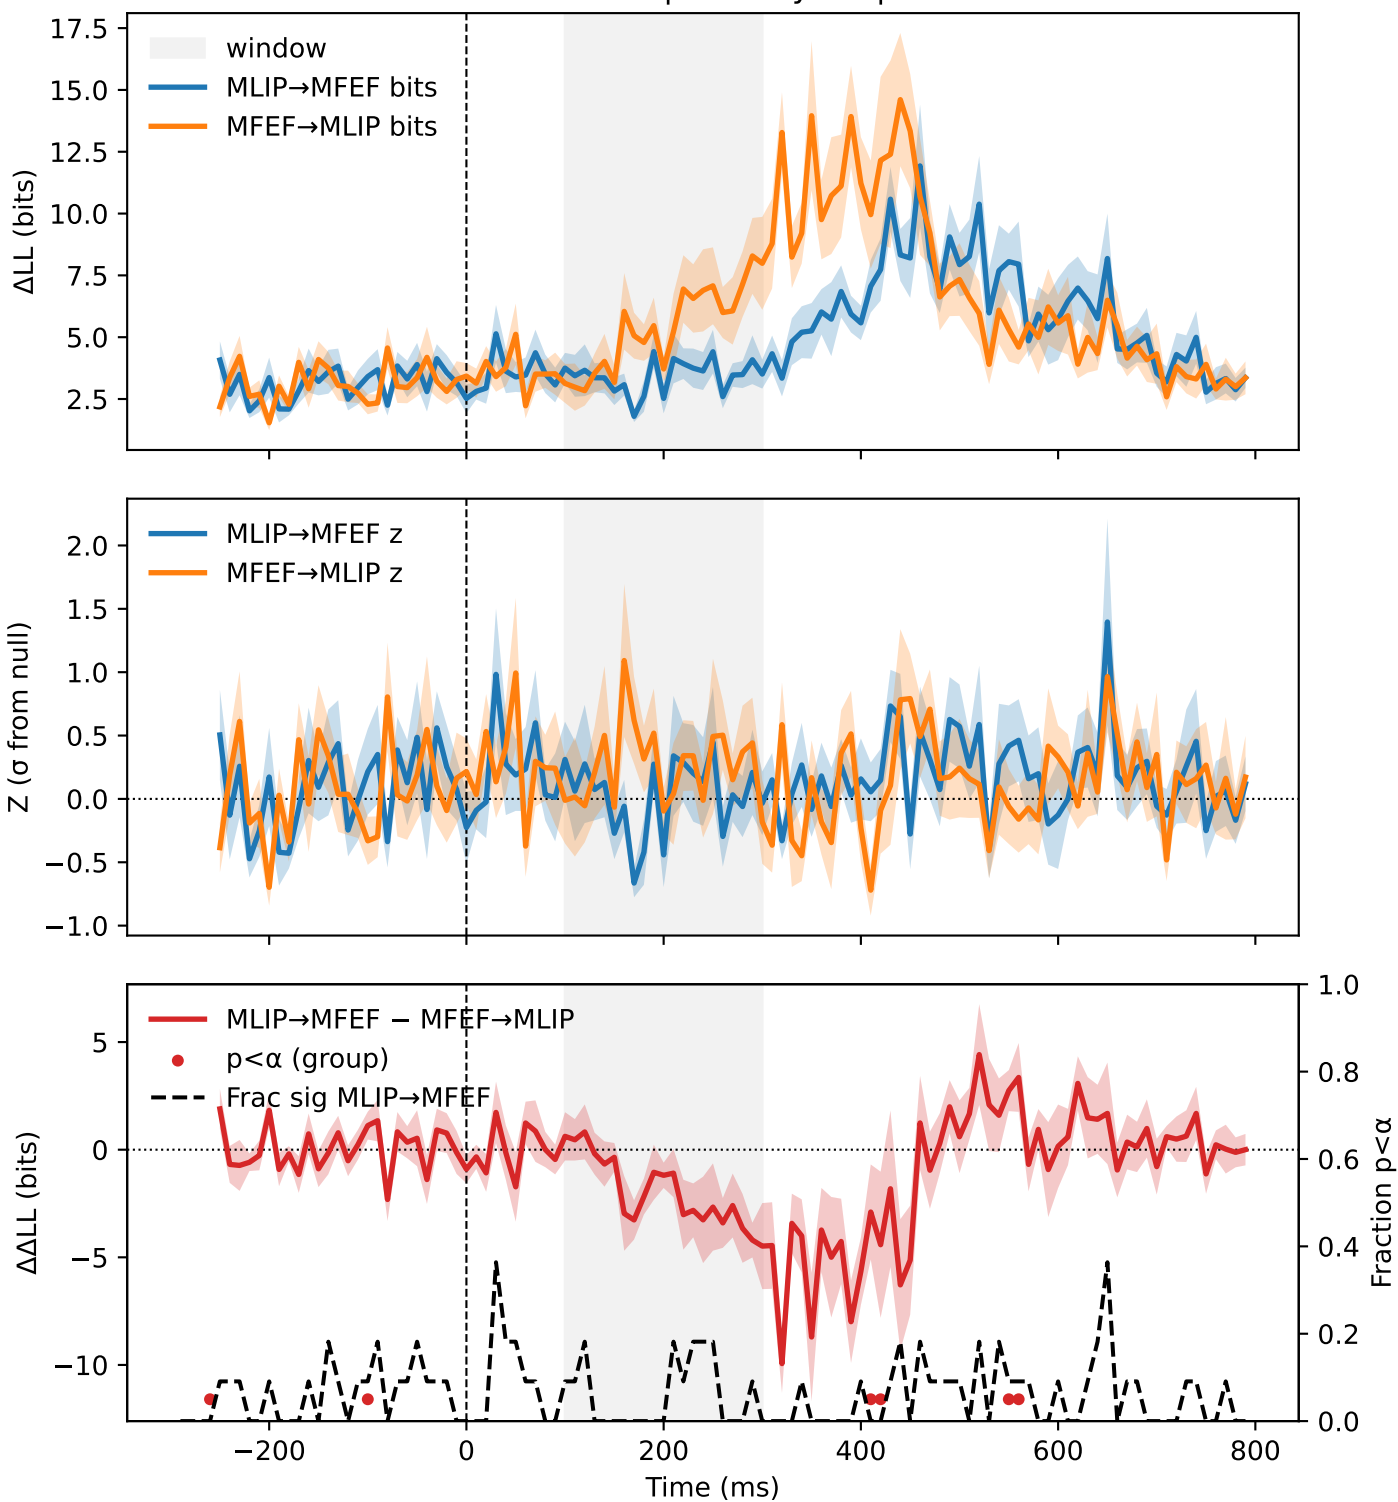 17.5
15.0
12.5
10.0
7.5
5.0
2.5
ΔLL (bits)
window
MLIP→MFEF bits
MFEF→MLIP bits
2.0
1.5
1.0
0.5
0.0
−0.5
−1.0
Z (σ from null)
MLIP→MFEF z
MFEF→MLIP z
5
0
−5
−10
ΔΔLL (bits)
MLIP→MFEF − MFEF→MLIP
p<α (group)
Frac sig MLIP→MFEF
1.0
0.8
0.6
0.4
0.2
0.0
Fraction p<α
−200
0
200
400
600
800
Time (ms)